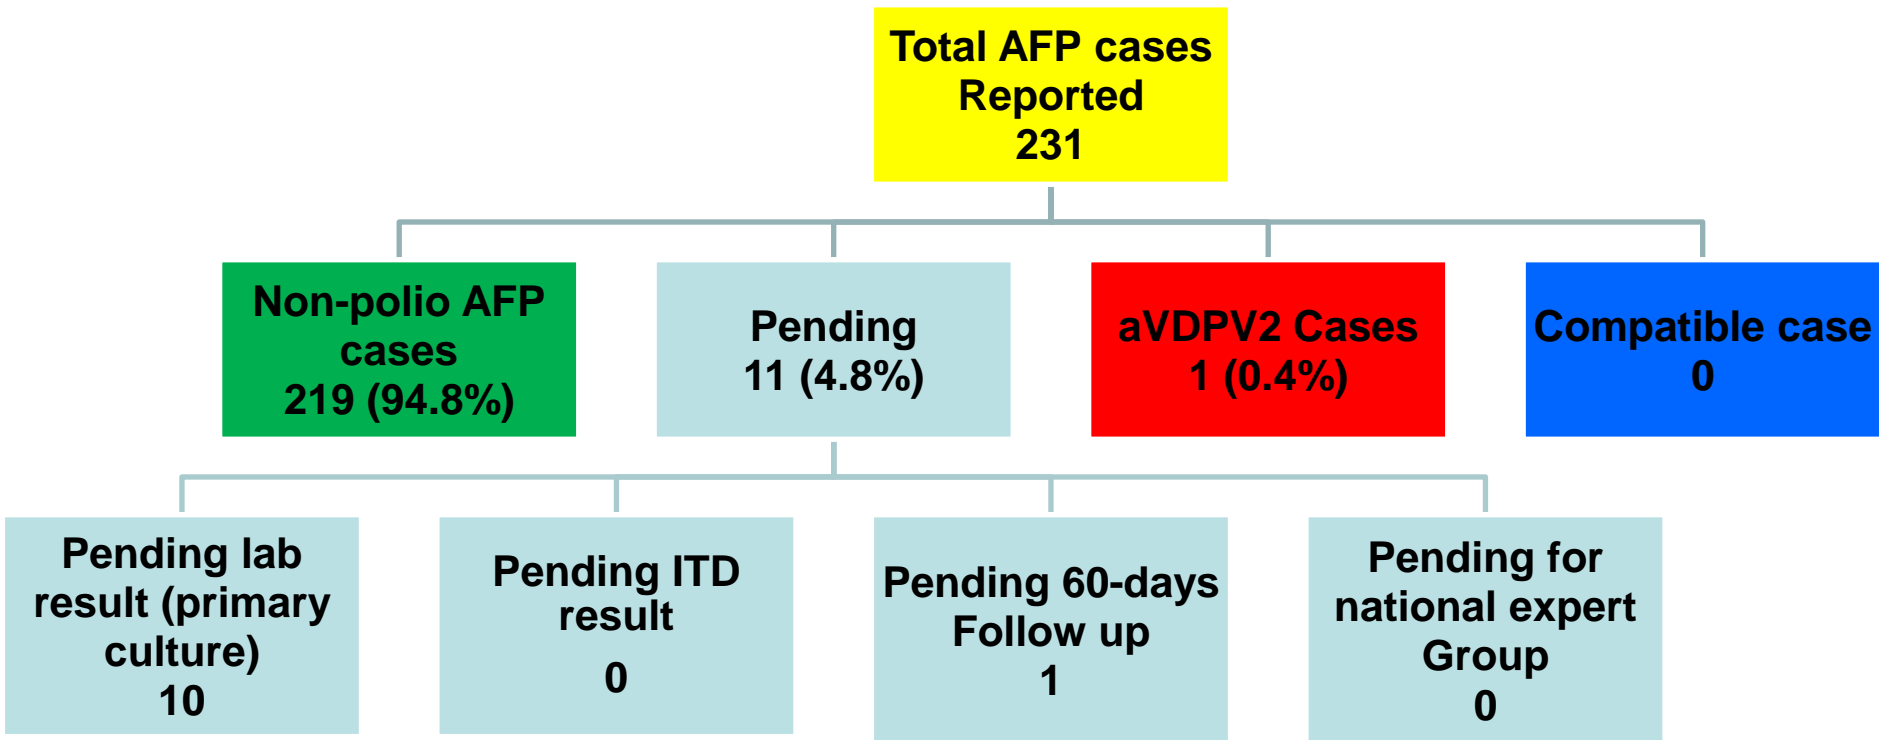 Total AFP cases
Reported
231
Non-polio AFP
cases
219 (94.8%)
Pending
11 (4.8%)
aVDPV2 Cases
1 (0.4%)
Compatible case
0
Pending lab
result (primary
culture)
10
Pending ITD
result
0
Pending 60-days
Follow up
1
Pending for
national expert
Group
0